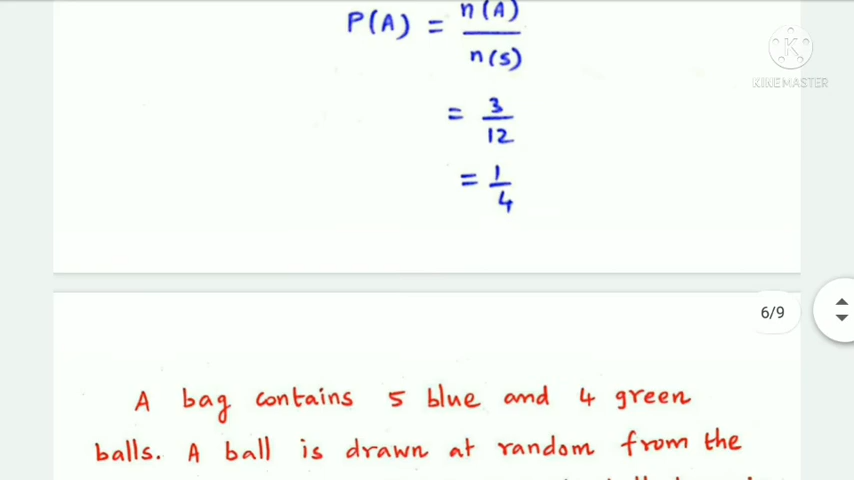 P(A) = n(A)
n(s)
= 3
12
= 1
4
KINEMASTER
6/9
A bag contains 5 blue and 4 green
balls. A ball is drawn at random from the